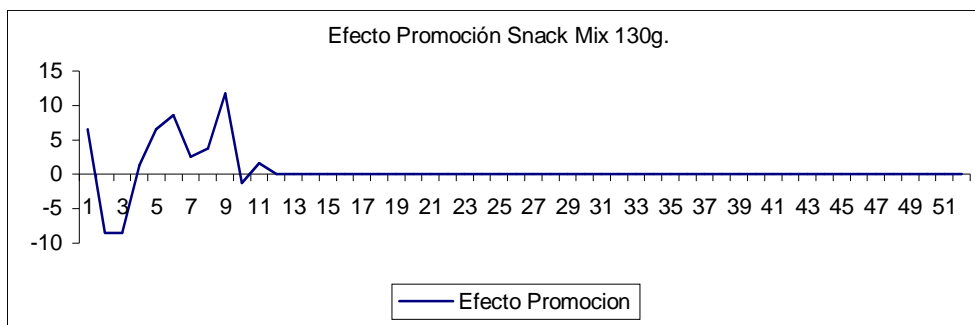 Efecto Promoción Snack Mix 130g.
15
10
5
0
-5
-10
1 3 5 7 9 11 13 15 17 19 21 23 25 27 29 31 33 35 37 39 41 43 45 47 49 51
Efecto Promocion